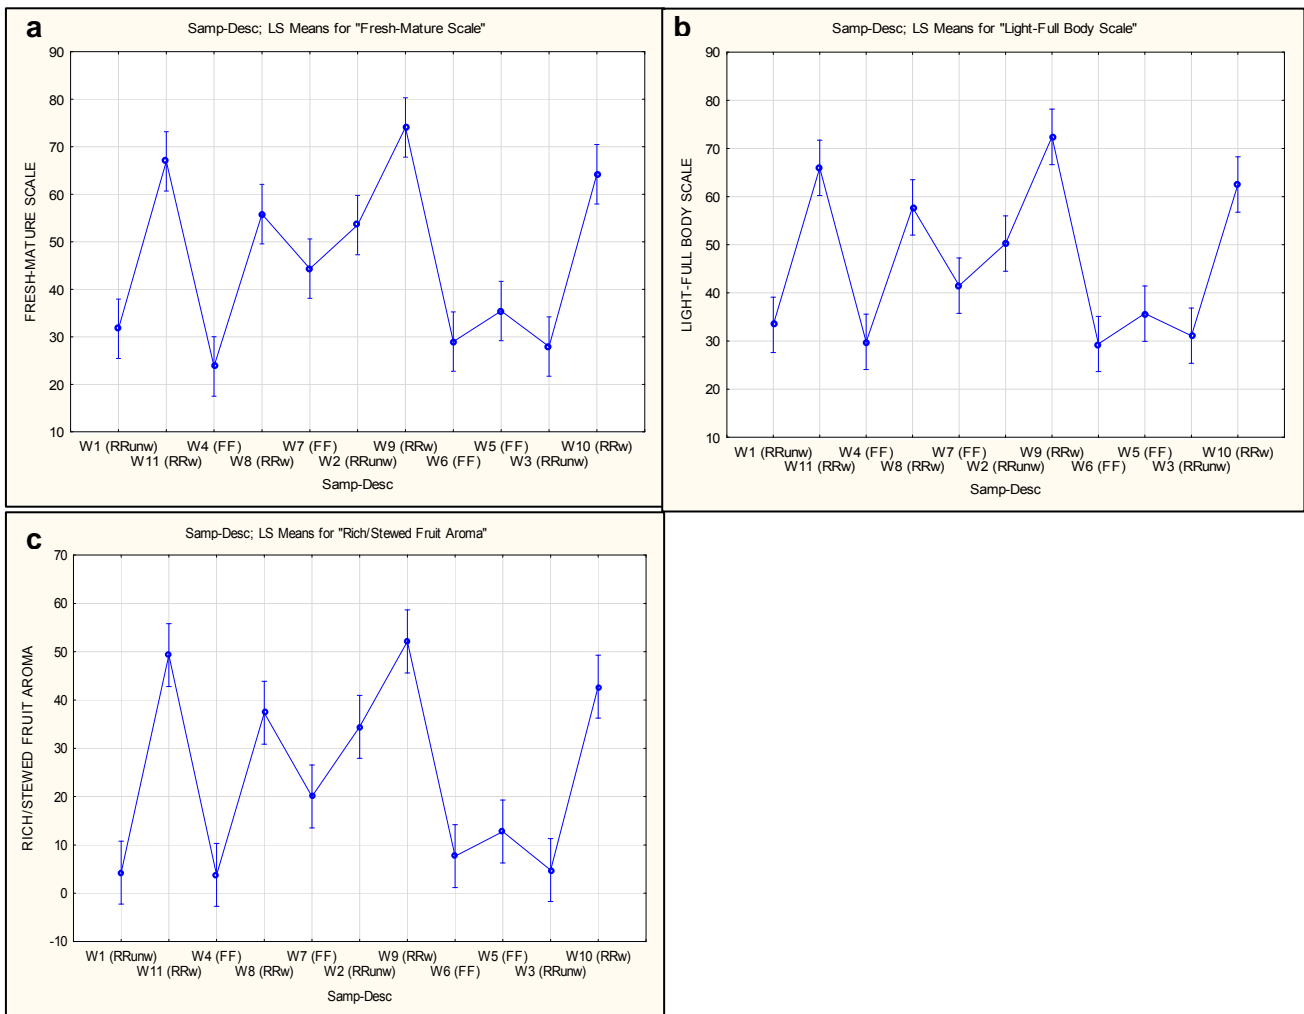 a
Samp-Desc; LS Means for "Fresh-Mature Scale"
90
80
70
60
50
40
30
20
10
FRESH-MATURE SCALE
W1 (RRunw) W4 (FF) W7 (FF) W9 (RRw) W5 (FF) W10 (RRw)
W11 (RRw) W8 (RRw) W2 (RRunw) W6 (FF) W3 (RRunw)
Samp-Desc
b
Samp-Desc; LS Means for "Light-Full Body Scale"
90
80
70
60
50
40
30
20
10
LIGHT-FULL BODY SCALE
W1 (RRunw) W4 (FF) W7 (FF) W9 (RRw) W5 (FF) W10 (RRw)
W11 (RRw) W8 (RRw) W2 (RRunw) W6 (FF) W3 (RRunw)
Samp-Desc
c
Samp-Desc; LS Means for "Rich/Stewed Fruit Aroma"
70
60
50
40
30
20
10
0
-10
RICH/STEWED FRUIT AROMA
W1 (RRunw) W4 (FF) W7 (FF) W9 (RRw) W5 (FF) W10 (RRw)
W11 (RRw) W8 (RRw) W2 (RRunw) W6 (FF) W3 (RRunw)
Samp-Desc